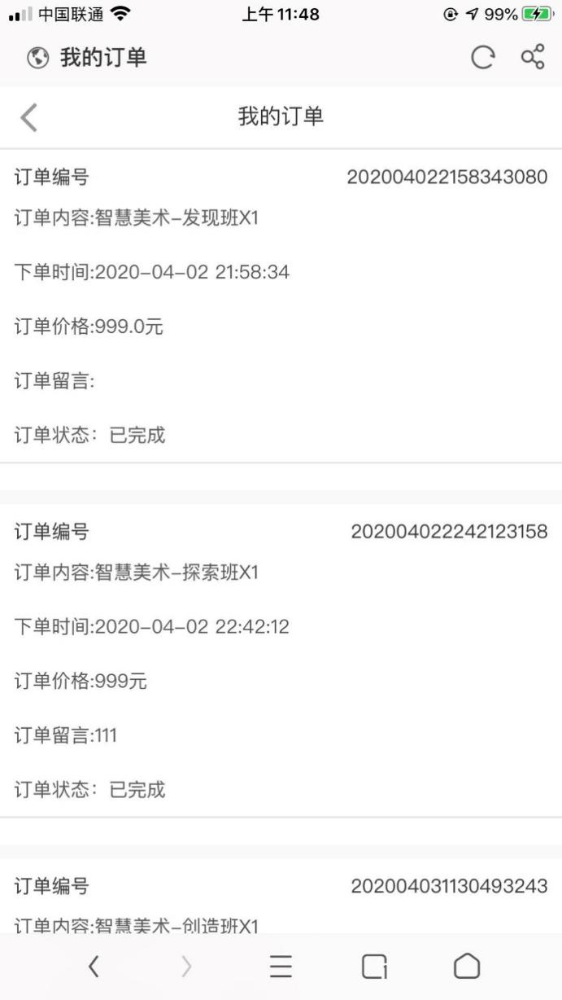 中国联通 上午 11:48 99%
我的订单
我的订单
订单编号 202004022158343080
订单内容:智慧美术-发现班X1
下单时间:2020-04-02 21:58:34
订单价格:999.0元
订单留言:
订单状态：已完成
订单编号 202004022242123158
订单内容:智慧美术-探索班X1
下单时间:2020-04-02 22:42:12
订单价格:999元
订单留言:111
订单状态：已完成
订单编号 202004031130493243
订单内容:智慧美术-创造班X1
1